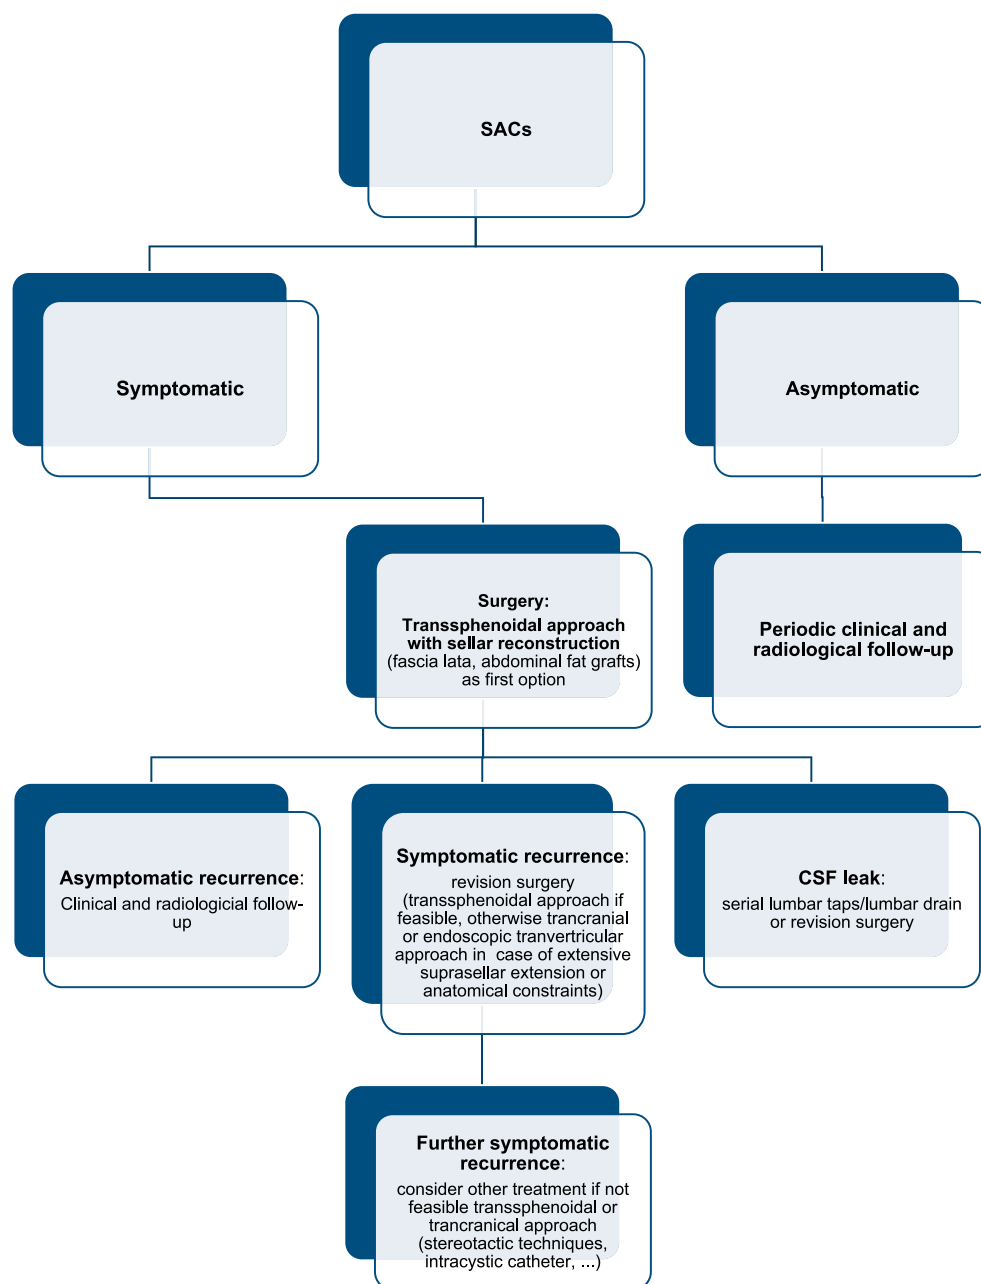 SACs
Symptomatic
Asymptomatic
Surgery:
Transsphenoidal approach
with sellar reconstruction
(fascia lata, abdominal fat grafts)
as first option
Periodic clinical and
radiological follow-up
Asymptomatic recurrence:
Clinical and radiologicial follow-
up
Symptomatic recurrence:
revision surgery
(transsphenoidal approach if
feasible, otherwise trancranial
or endoscopic tranvertricular
approach in case of extensive
suprasellar extension or
anatomical constraints)
CSF leak:
serial lumbar taps/lumbar drain
or revision surgery
Further symptomatic
recurrence:
consider other treatment if not
feasible transsphenoidal or
trancranical approach
(stereotactic techniques,
intracystic catheter, ...)